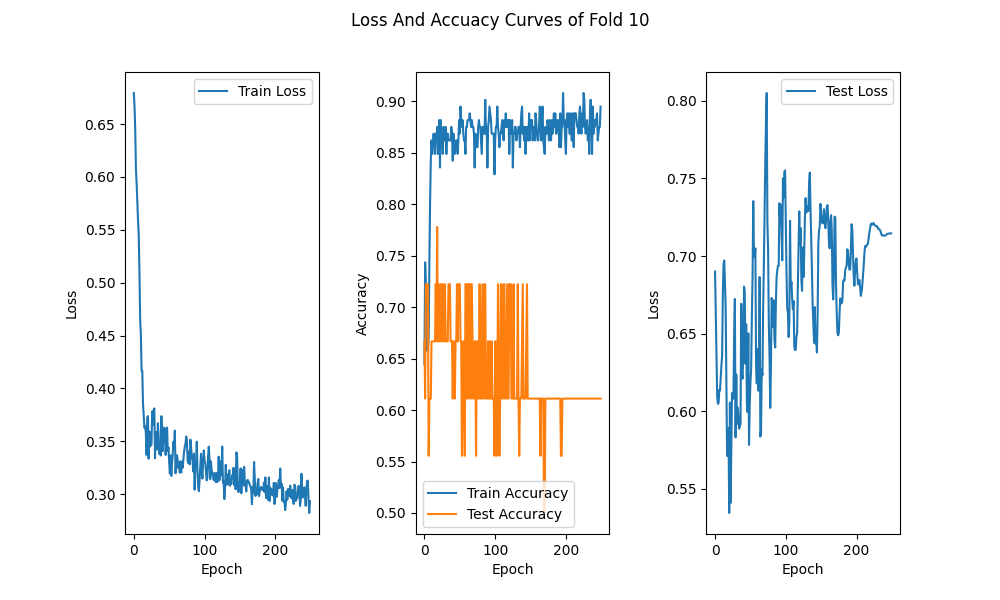 Loss And Accuacy Curves of Fold 10
Train Loss
0.65
0.60
0.55
0.50
0.45
0.40
0.35
0.30
Loss
0 100 200
Epoch
0.90
0.85
0.80
0.75
0.70
0.65
0.60
0.55
0.50
Accuracy
Train Accuracy
Test Accuracy
0 100 200
Epoch
Test Loss
0.80
0.75
0.70
0.65
0.60
0.55
Loss
0 100 200
Epoch